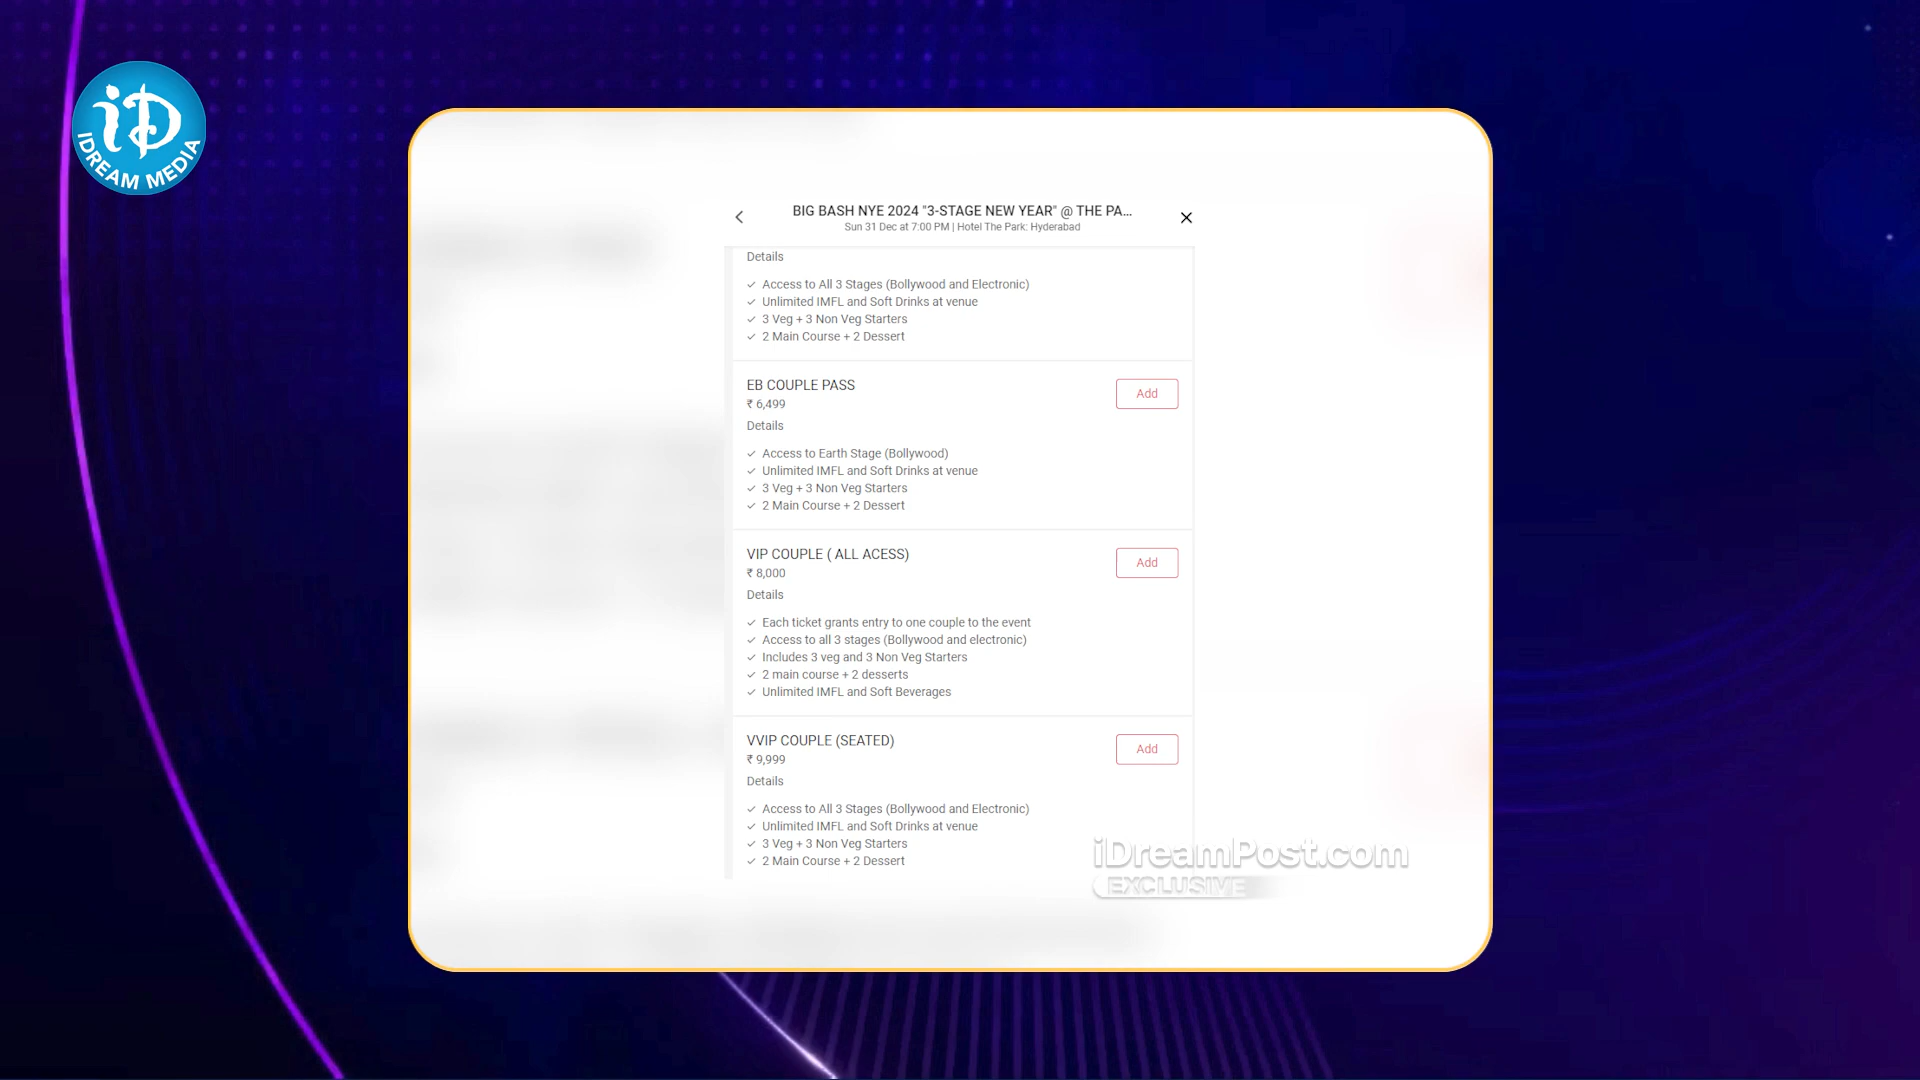 iD
IDREAM MEDIA
BIG BASH NYE 2024 "3-STAGE NEW YEAR" @ THE PA...
Sun 31 Dec at 7:00 PM | Hotel The Park: Hyderabad
Details
Access to All 3 Stages (Bollywood and Electronic)
Unlimited IMFL and Soft Drinks at venue
3 Veg + 3 Non Veg Starters
2 Main Course + 2 Dessert
EB COUPLE PASS
Add
₹ 6,499
Details
Access to Earth Stage (Bollywood)
Unlimited IMFL and Soft Drinks at venue
3 Veg + 3 Non Veg Starters
2 Main Course + 2 Dessert
VIP COUPLE ( ALL ACESS)
Add
₹ 8,000
Details
Each ticket grants entry to one couple to the event
Access to all 3 stages (Bollywood and electronic)
Includes 3 veg and 3 Non Veg Starters
2 main course + 2 desserts
Unlimited IMFL and Soft Beverages
VVIP COUPLE (SEATED)
Add
₹ 9,999
Details
Access to All 3 Stages (Bollywood and Electronic)
Unlimited IMFL and Soft Drinks at venue
3 Veg + 3 Non Veg Starters
2 Main Course + 2 Dessert
iDreamPost.com
EXCLUSIVE